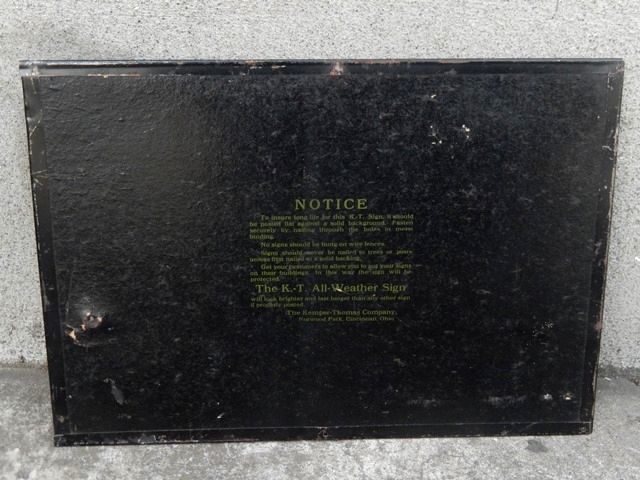 NOTICE
To insure long life for this K.-T. Sign, it should
be posted flat against a solid background. Fasten
securely by nailing through the holes in metal
binding.
No signs should be hung on wire fences.
Signs should never be nailed to trees or posts
unless first nailed to a solid backing.
Get your customers to allow you to put your signs
on their buildings. In this way the sign will be
protected.
The K.-T. All-Weather Sign
will look brighter and last longer than any other sign
if properly posted.
The Kemper-Thomas Company,
Norwood Park, Cincinnati, Ohio